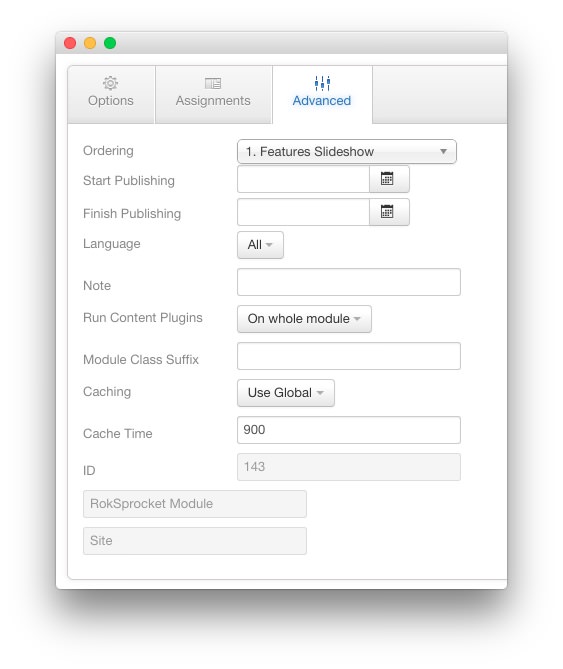 Options
Assignments
Advanced
Ordering
1. Features Slideshow
Start Publishing
Finish Publishing
Language
All
Note
Run Content Plugins
On whole module
Module Class Suffix
Caching
Use Global
Cache Time
900
ID
143
RokSprocket Module
Site